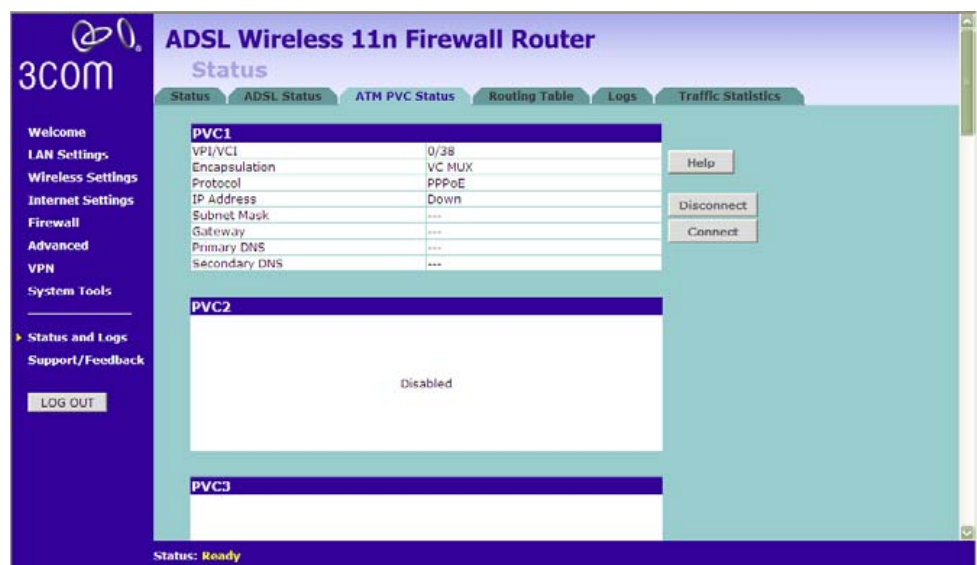 3COM
ADSL Wireless 11n Firewall Router
Status
Status ADSL Status ATM PVC Status Routing Table Logs Traffic Statistics
Welcome
LAN Settings
Wireless Settings
Internet Settings
Firewall
Advanced
VPN
System Tools
Status and Logs
Support/Feedback
LOG OUT
PVC1
VPI/VCI 0/38
Encapsulation VC MUX
Protocol PPPoE
IP Address Down
Subnet Mask ---
Gateway ---
Primary DNS ---
Secondary DNS ---
Help
Disconnect
Connect
PVC2
Disabled
PVC3
Status: Ready